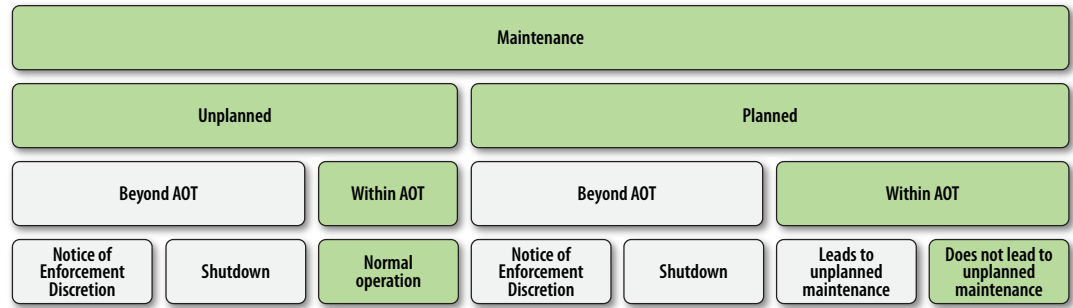 Maintenance
Unplanned
Planned
Beyond AOT
Within AOT
Beyond AOT
Within AOT
Notice of
Enforcement
Discretion
Shutdown
Normal
operation
Notice of
Enforcement
Discretion
Shutdown
Leads to
unplanned
maintenance
Does not lead to
unplanned
maintenance